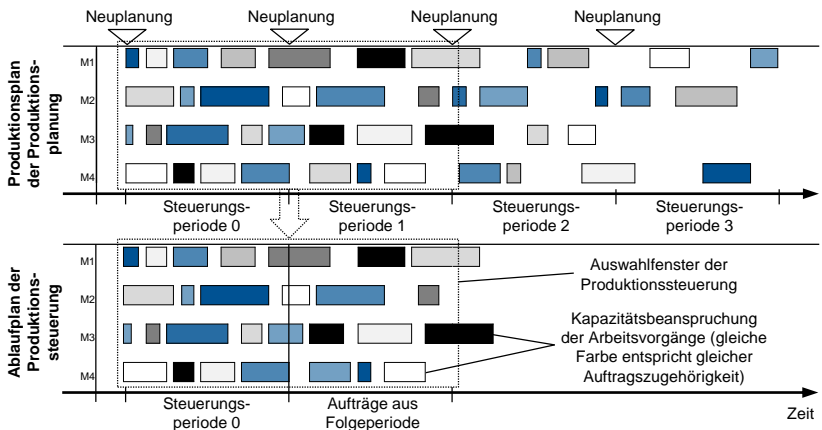 Neuplanung Neuplanung Neuplanung Neuplanung
Produktionsplan
der Produktions-
planung
M1
M2
M3
M4
Steuerungs-
periode 0
Steuerungs-
periode 1
Steuerungs-
periode 2
Steuerungs-
periode 3
Ablaufplan der
Produktions-
steuerung
M1
M2
M3
M4
Auswahlfenster der
Produktionssteuerung
Kapazitätsbeanspruchung
der Arbeitsvorgänge (gleiche
Farbe entspricht gleicher
Auftragszugehörigkeit)
Steuerungs-
periode 0
Aufträge aus
Folgeperiode
Zeit